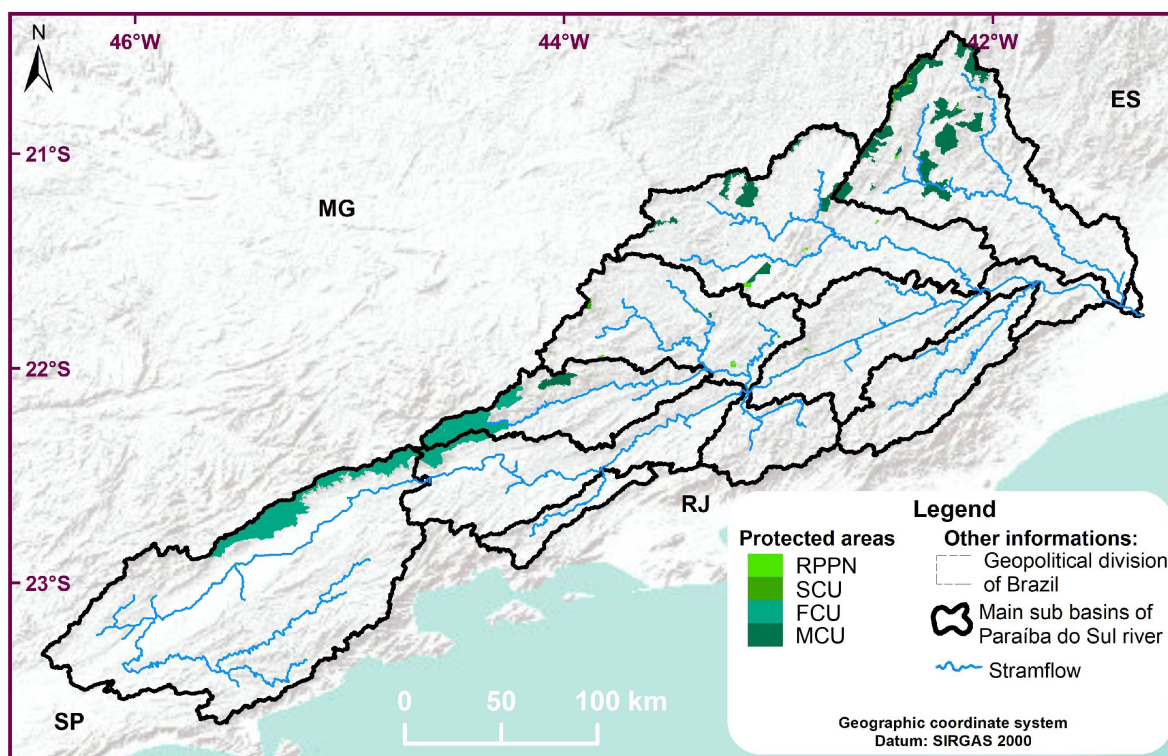 N
46°W
44°W
42°W
ES
21°S
MG
22°S
RJ
23°S
SP
0 50 100 km
Legend
Protected areas
RPPN
SCU
FCU
MCU
Other informations:
Geopolitical division
of Brazil
Main sub basins of
Paraíba do Sul river
Stramflow
Geographic coordinate system
Datum: SIRGAS 2000